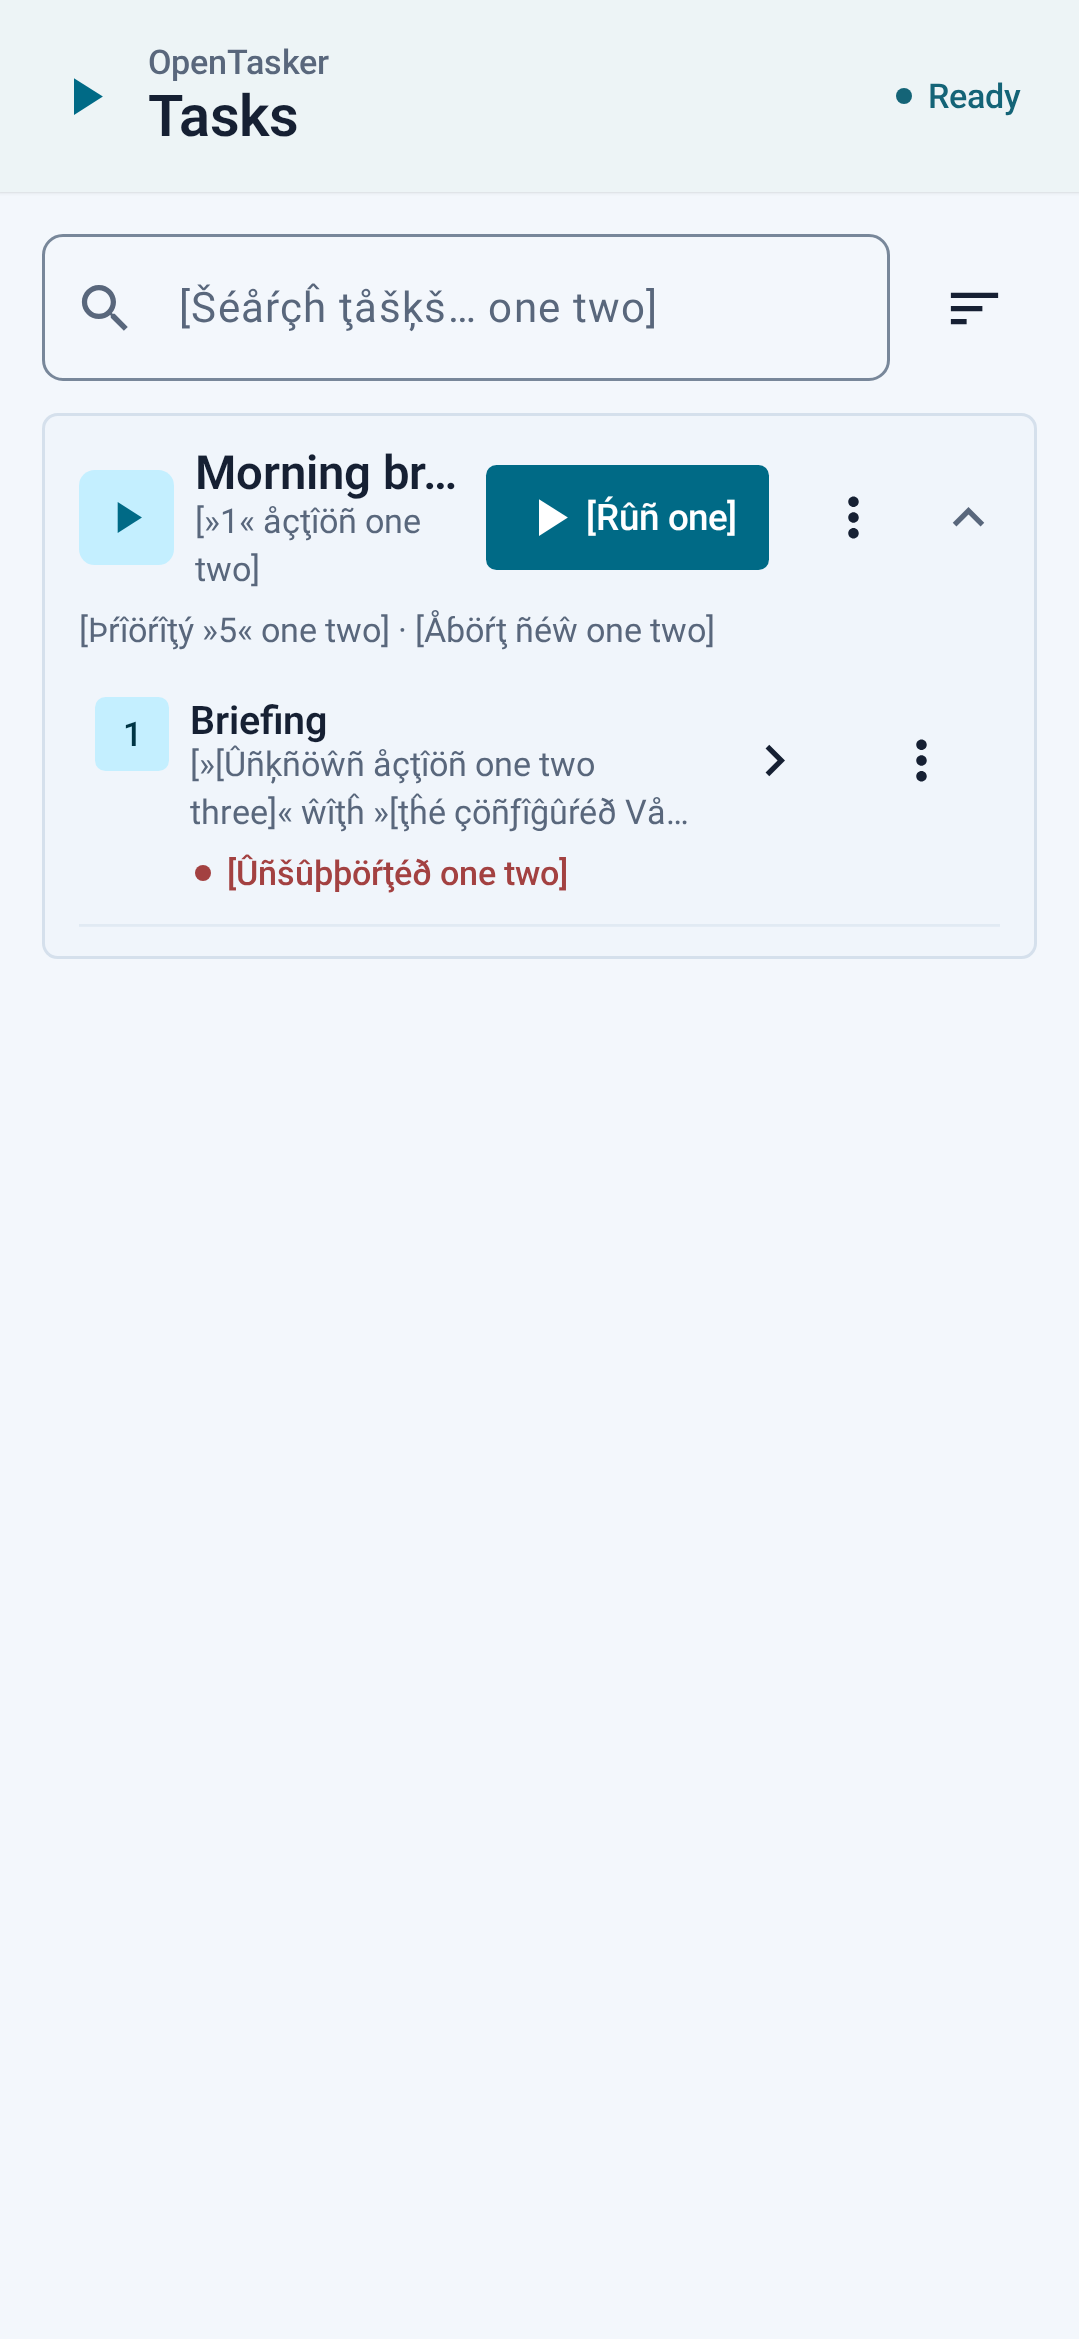 OpenTasker
Tasks
Ready
[Šéåŕçĥ ţåšķš… one two]
Morning br…
[»1« åçţîöñ one
two]
[Ŕûñ one]
[Þŕîöŕîţý »5« one two] · [Åƀöŕţ ñéŵ one two]
1
Briefing
[»[Ûñķñöŵñ åçţîöñ one two
three]« ŵîţĥ »[ţĥé çöñƒîĝûŕéð Vå…
[Ûñšûþþöŕţéð one two]